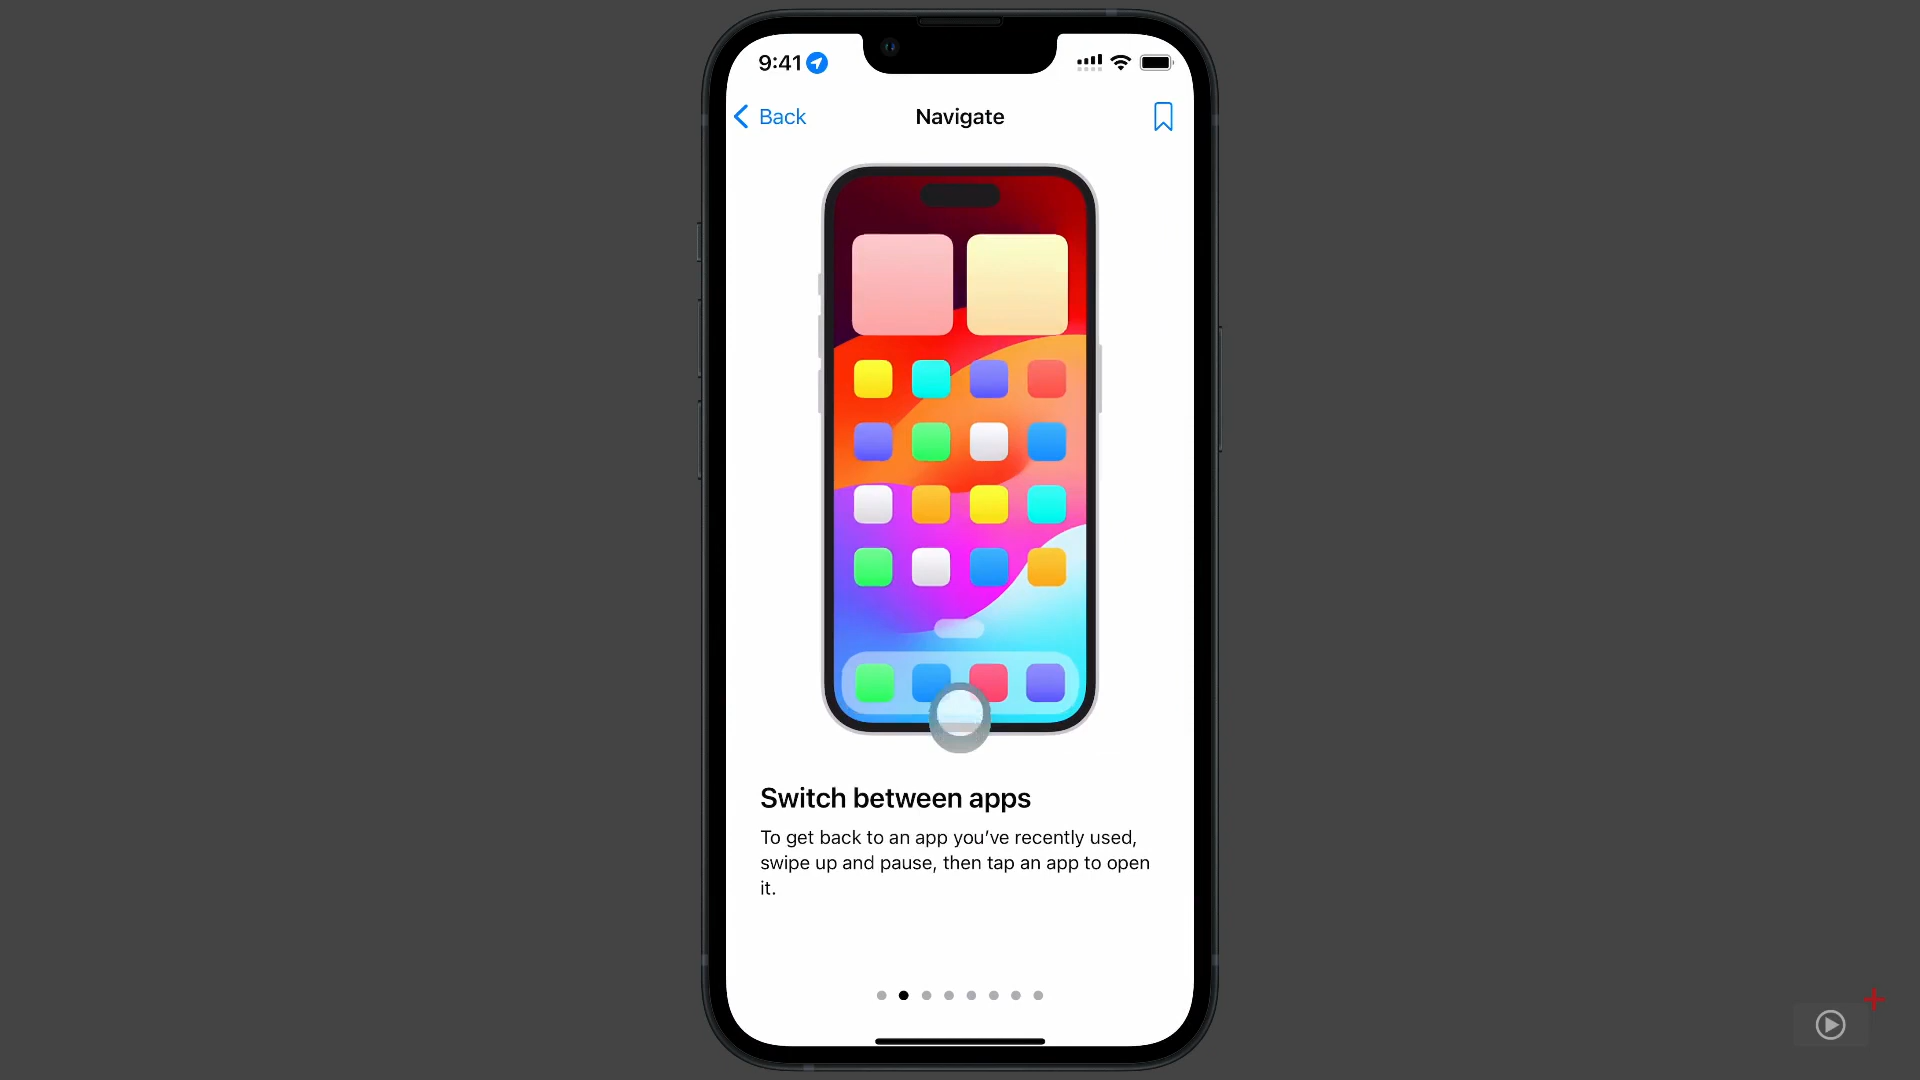 9:41
Back
Navigate
Switch between apps
To get back to an app you’ve recently used,
swipe up and pause, then tap an app to open
it.